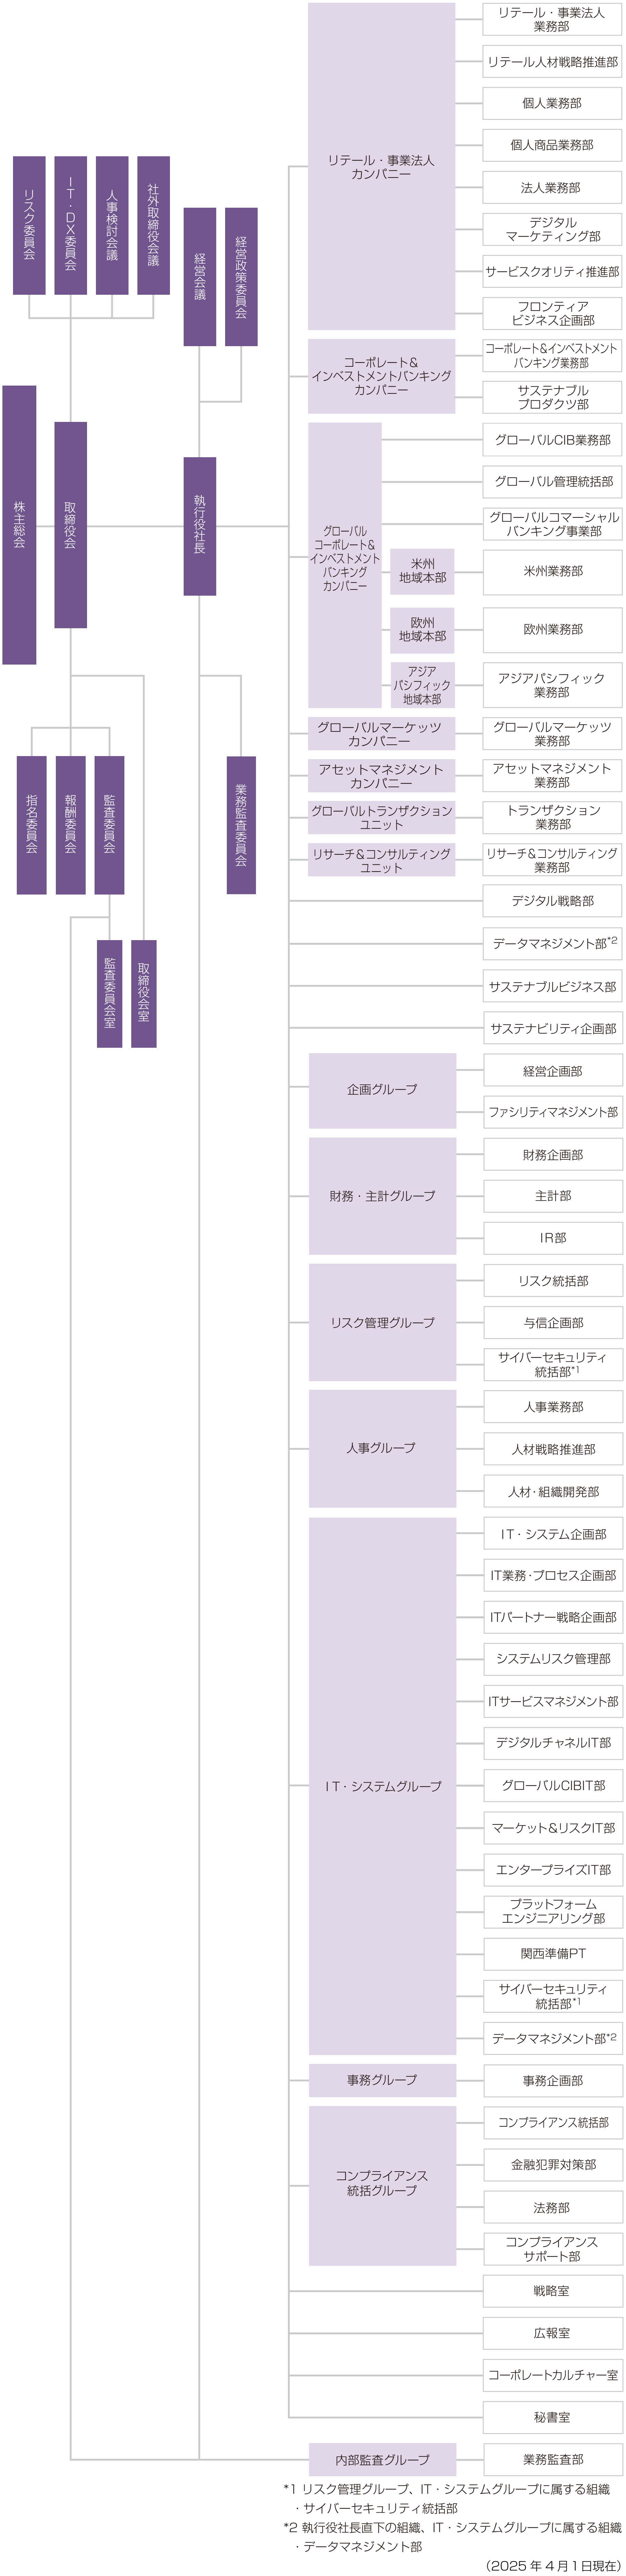 リスク委員会
IT・DX委員会
人事検討会議
社外取締役会議
経営会議
経営政策委員会
株主総会
取締役会
執行役社長
指名委員会
報酬委員会
監査委員会
業務監査委員会
監査委員会室
取締役会室
リテール・事業法人
カンパニー
リテール・事業法人
業務部
リテール人材戦略推進部
個人業務部
個人商品業務部
法人業務部
デジタル
マーケティング部
サービスクオリティ推進部
フロンティア
ビジネス企画部
コーポレート&
インベストメントバンキング
カンパニー
コーポレート&インベストメント
バンキング業務部
サステナブル
プロダクツ部
グローバル
コーポレート&
インベストメント
バンキング
カンパニー
グローバルCIB業務部
グローバル管理統括部
グローバルコマーシャル
バンキング事業部
米州
地域本部
米州業務部
欧州
地域本部
欧州業務部
アジア
パシフィック
地域本部
アジアパシフィック
業務部
グローバルマーケッツ
カンパニー
グローバルマーケッツ
業務部
アセットマネジメント
カンパニー
アセットマネジメント
業務部
グローバルトランザクション
ユニット
トランザクション
業務部
リサーチ&コンサルティング
ユニット
リサーチ&コンサルティング
業務部
デジタル戦略部
データマネジメント部*2
サステナブルビジネス部
サステナビリティ企画部
企画グループ
経営企画部
ファシリティマネジメント部
財務・主計グループ
財務企画部
主計部
IR部
リスク管理グループ
リスク統括部
与信企画部
サイバーセキュリティ
統括部*1
人事グループ
人事業務部
人材戦略推進部
人材・組織開発部
IT・システムグループ
IT・システム企画部
IT業務・プロセス企画部
ITパートナー戦略企画部
システムリスク管理部
ITサービスマネジメント部
デジタルチャネルIT部
グローバルCIBIT部
マーケット&リスクIT部
エンタープライズIT部
プラットフォーム
エンジニアリング部
関西準備PT
サイバーセキュリティ
統括部*1
データマネジメント部*2
事務グループ
事務企画部
コンプライアンス
統括グループ
コンプライアンス統括部
金融犯罪対策部
法務部
コンプライアンス
サポート部
戦略室
広報室
コーポレートカルチャー室
秘書室
内部監査グループ
業務監査部
*1 リスク管理グループ、IT・システムグループに属する組織
・サイバーセキュリティ統括部
*2 執行役社長直下の組織、IT・システムグループに属する組織
・データマネジメント部
(2025年4月1日現在)